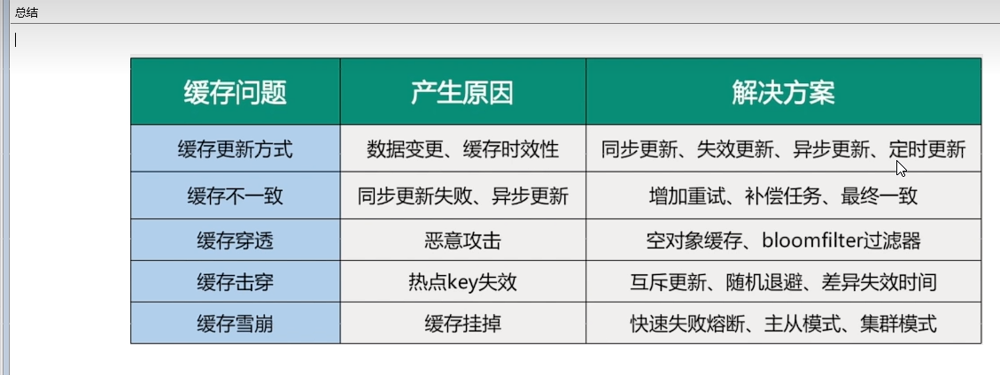 总结
缓存问题 产生原因 解决方案
缓存更新方式 数据变更、缓存时效性 同步更新、失效更新、异步更新、定时更新
缓存不一致 同步更新失败、异步更新 增加重试、补偿任务、最终一致
缓存穿透 恶意攻击 空对象缓存、bloomfilter过滤器
缓存击穿 热点key失效 互斥更新、随机退避、差异失效时间
缓存雪崩 缓存挂掉 快速失败熔断、主从模式、集群模式